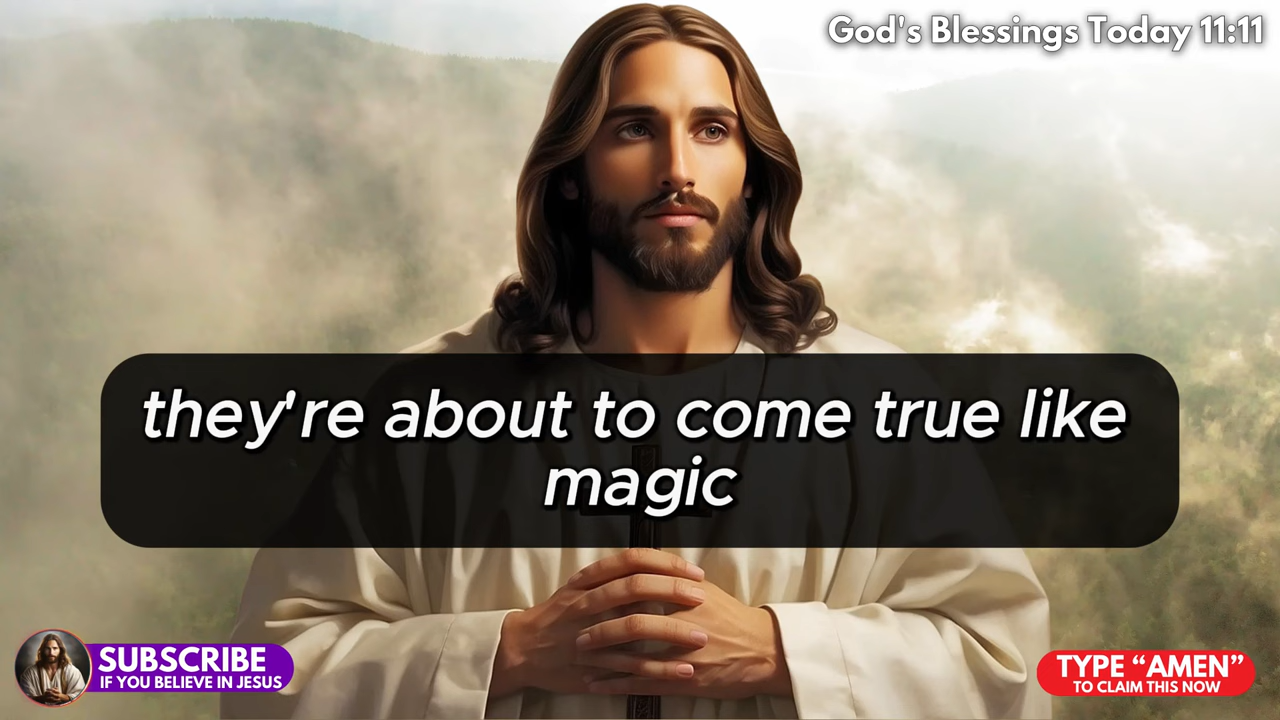 God's Blessings Today 11:11
they're about to come true like
magic
SUBSCRIBE
IF YOU BELIEVE IN JESUS
TYPE “AMEN”
TO CLAIM THIS NOW